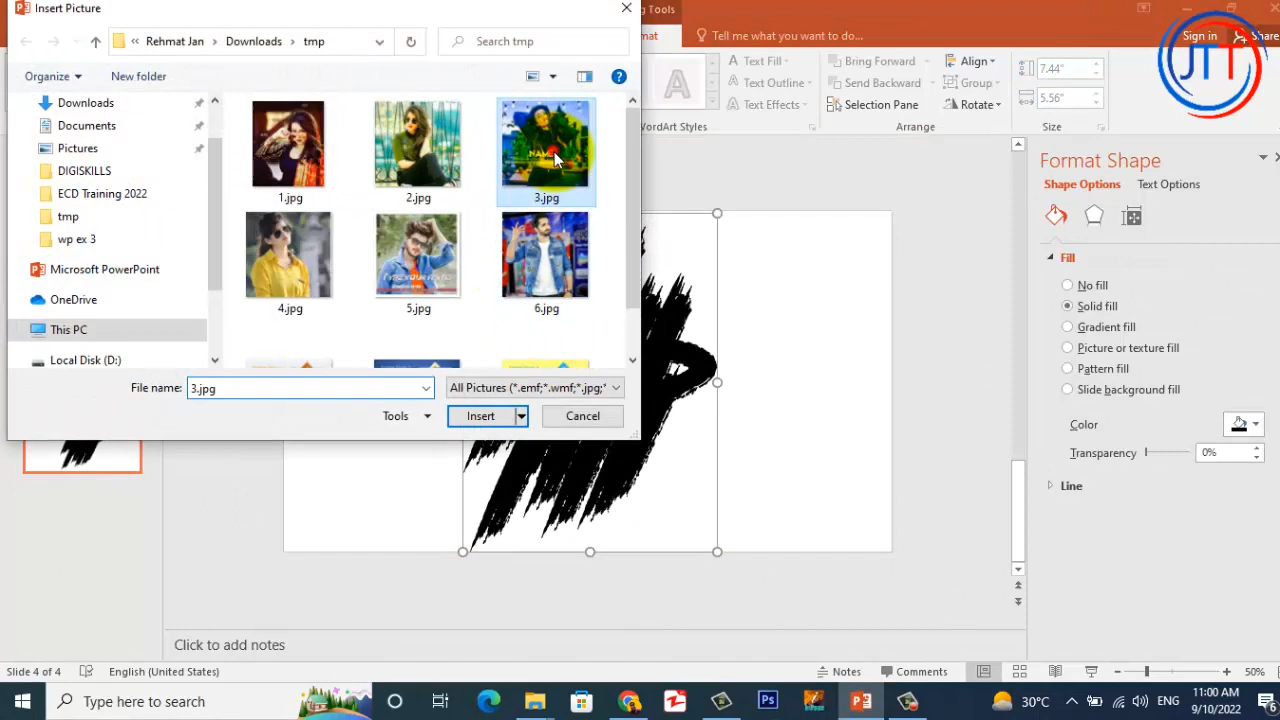 Insert Picture
Rehmat Jan
Downloads
tmp
Search tmp
Organize
New folder
Downloads
Documents
Pictures
DIGISKILLS
ECD Training 2022
tmp
wp ex 3
Microsoft PowerPoint
OneDrive
This PC
Local Disk (D:)
1.jpg
2.jpg
3.jpg
4.jpg
5.jpg
6.jpg
File name:
3.jpg
All Pictures (*.emf;*.wmf;*.jpg;*
Tools
Insert
Cancel
Tools
Tell me what you want to do...
Sign in
Share
JTT
Text Fill
Text Outline
Text Effects
WordArt Styles
Bring Forward
Send Backward
Selection Pane
Align
Group
Rotate
Arrange
7.44"
5.56"
Size
Format Shape
Shape Options
Text Options
Fill
No fill
Solid fill
Gradient fill
Picture or texture fill
Pattern fill
Slide background fill
Color
Transparency
0%
Line
Click to add notes
Slide 4 of 4
English (United States)
Notes
Comments
50%
Type here to search
30°C
ENG
11:00 AM
9/10/2022
6